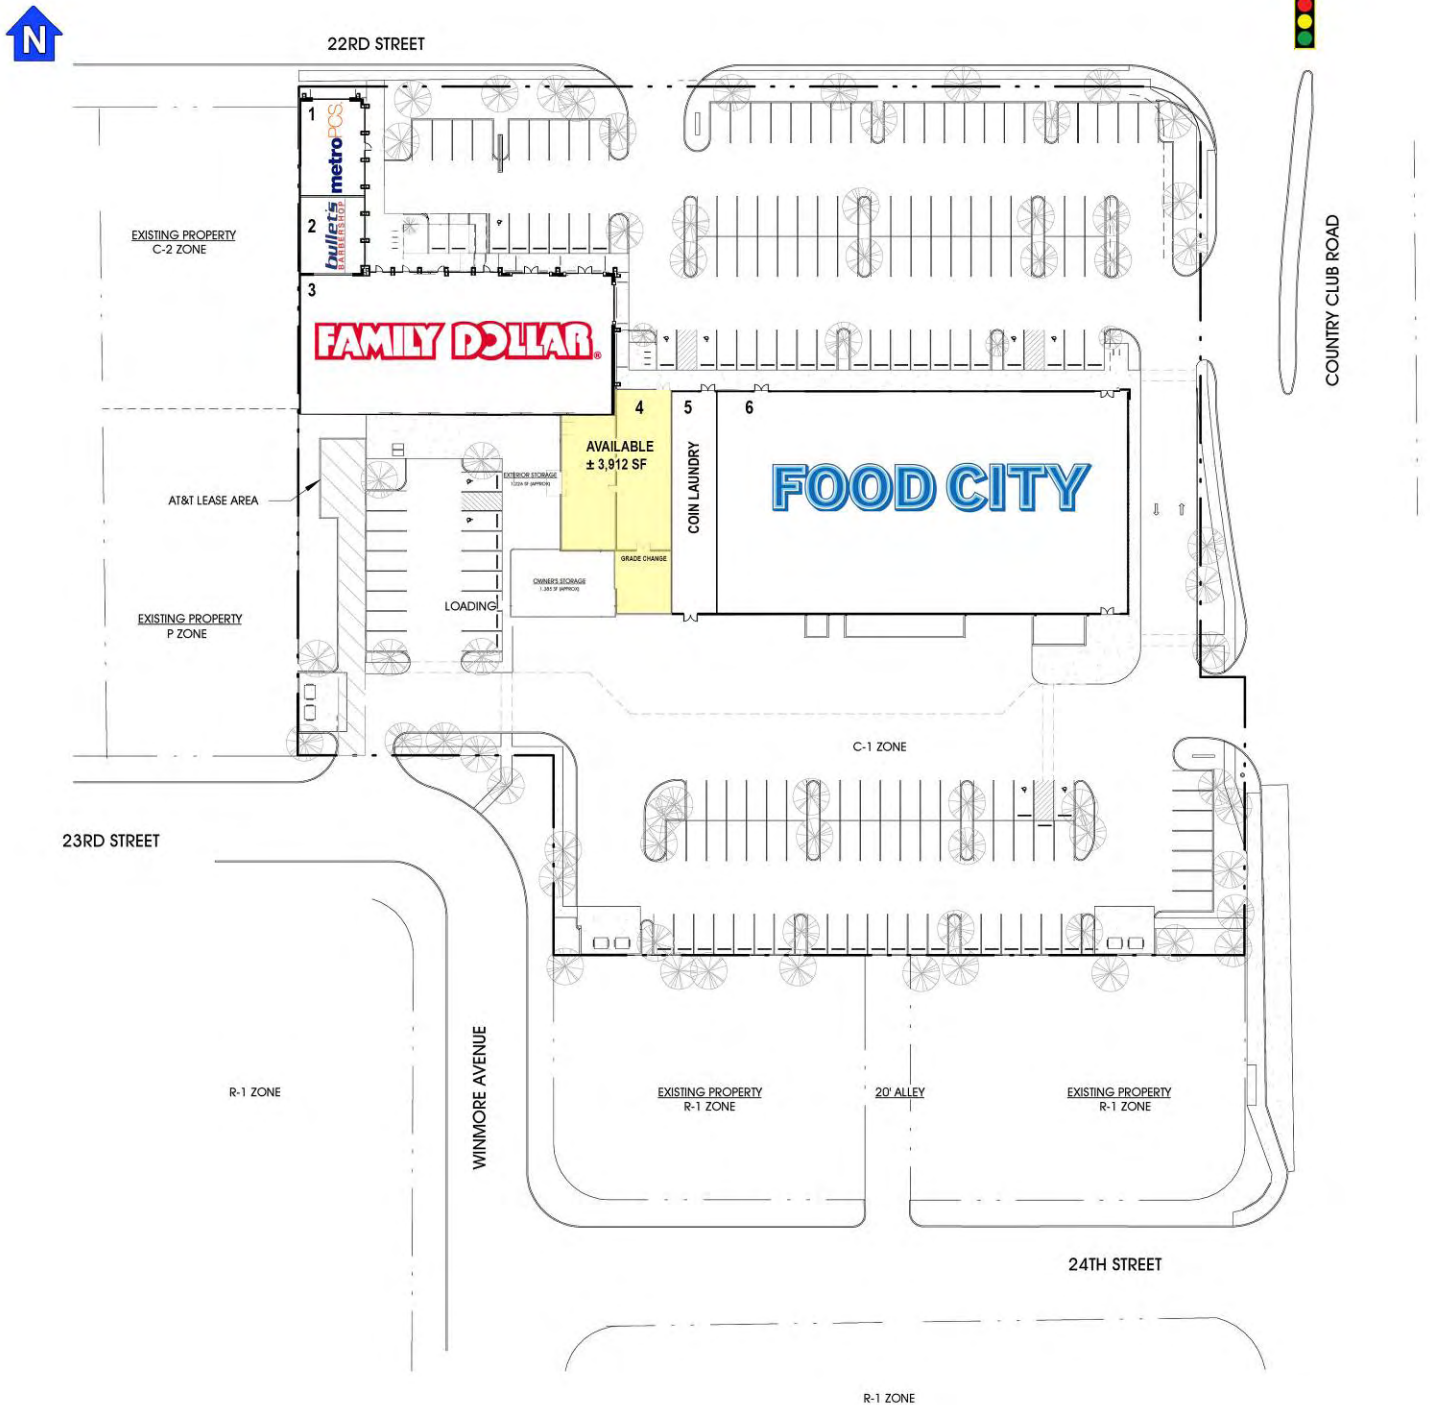 N
22RD STREET
1
metroPCS.
2
bullet's
BARBERSHOP
EXISTING PROPERTY
C-2 ZONE
3
FAMILY DOLLAR®
COUNTRY CLUB ROAD
4
5
6
AVAILABLE
± 3,912 SF
COIN LAUNDRY
FOOD CITY
EXTERIOR STORAGE
AT&T LEASE AREA
GRADE CHANGE
OWNER'S STORAGE
LOADING
EXISTING PROPERTY
P ZONE
C-1 ZONE
23RD STREET
WINMORE AVENUE
R-1 ZONE
EXISTING PROPERTY
R-1 ZONE
20' ALLEY
EXISTING PROPERTY
R-1 ZONE
24TH STREET
R-1 ZONE